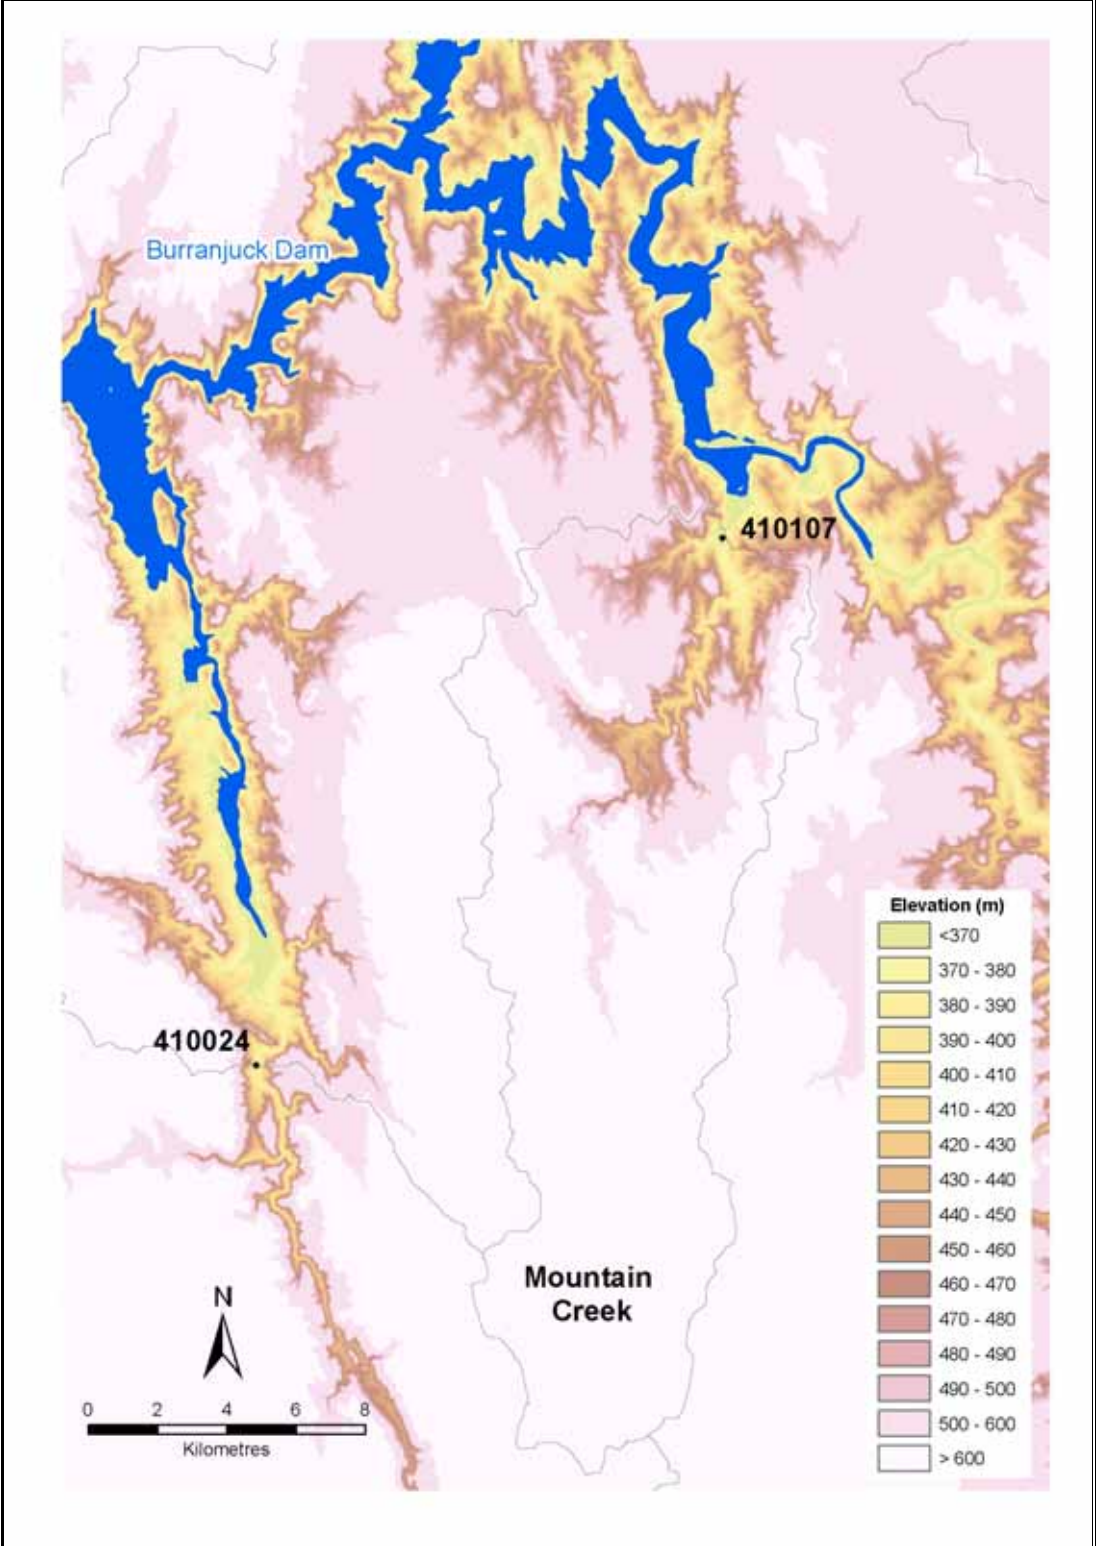 Burranjuck Dam
410107
410024
Mountain
Creek
N
0 2 4 6 8
Kilometres
Elevation (m)
<370
370 - 380
380 - 390
390 - 400
400 - 410
410 - 420
420 - 430
430 - 440
440 - 450
450 - 460
460 - 470
470 - 480
480 - 490
490 - 500
500 - 600
> 600